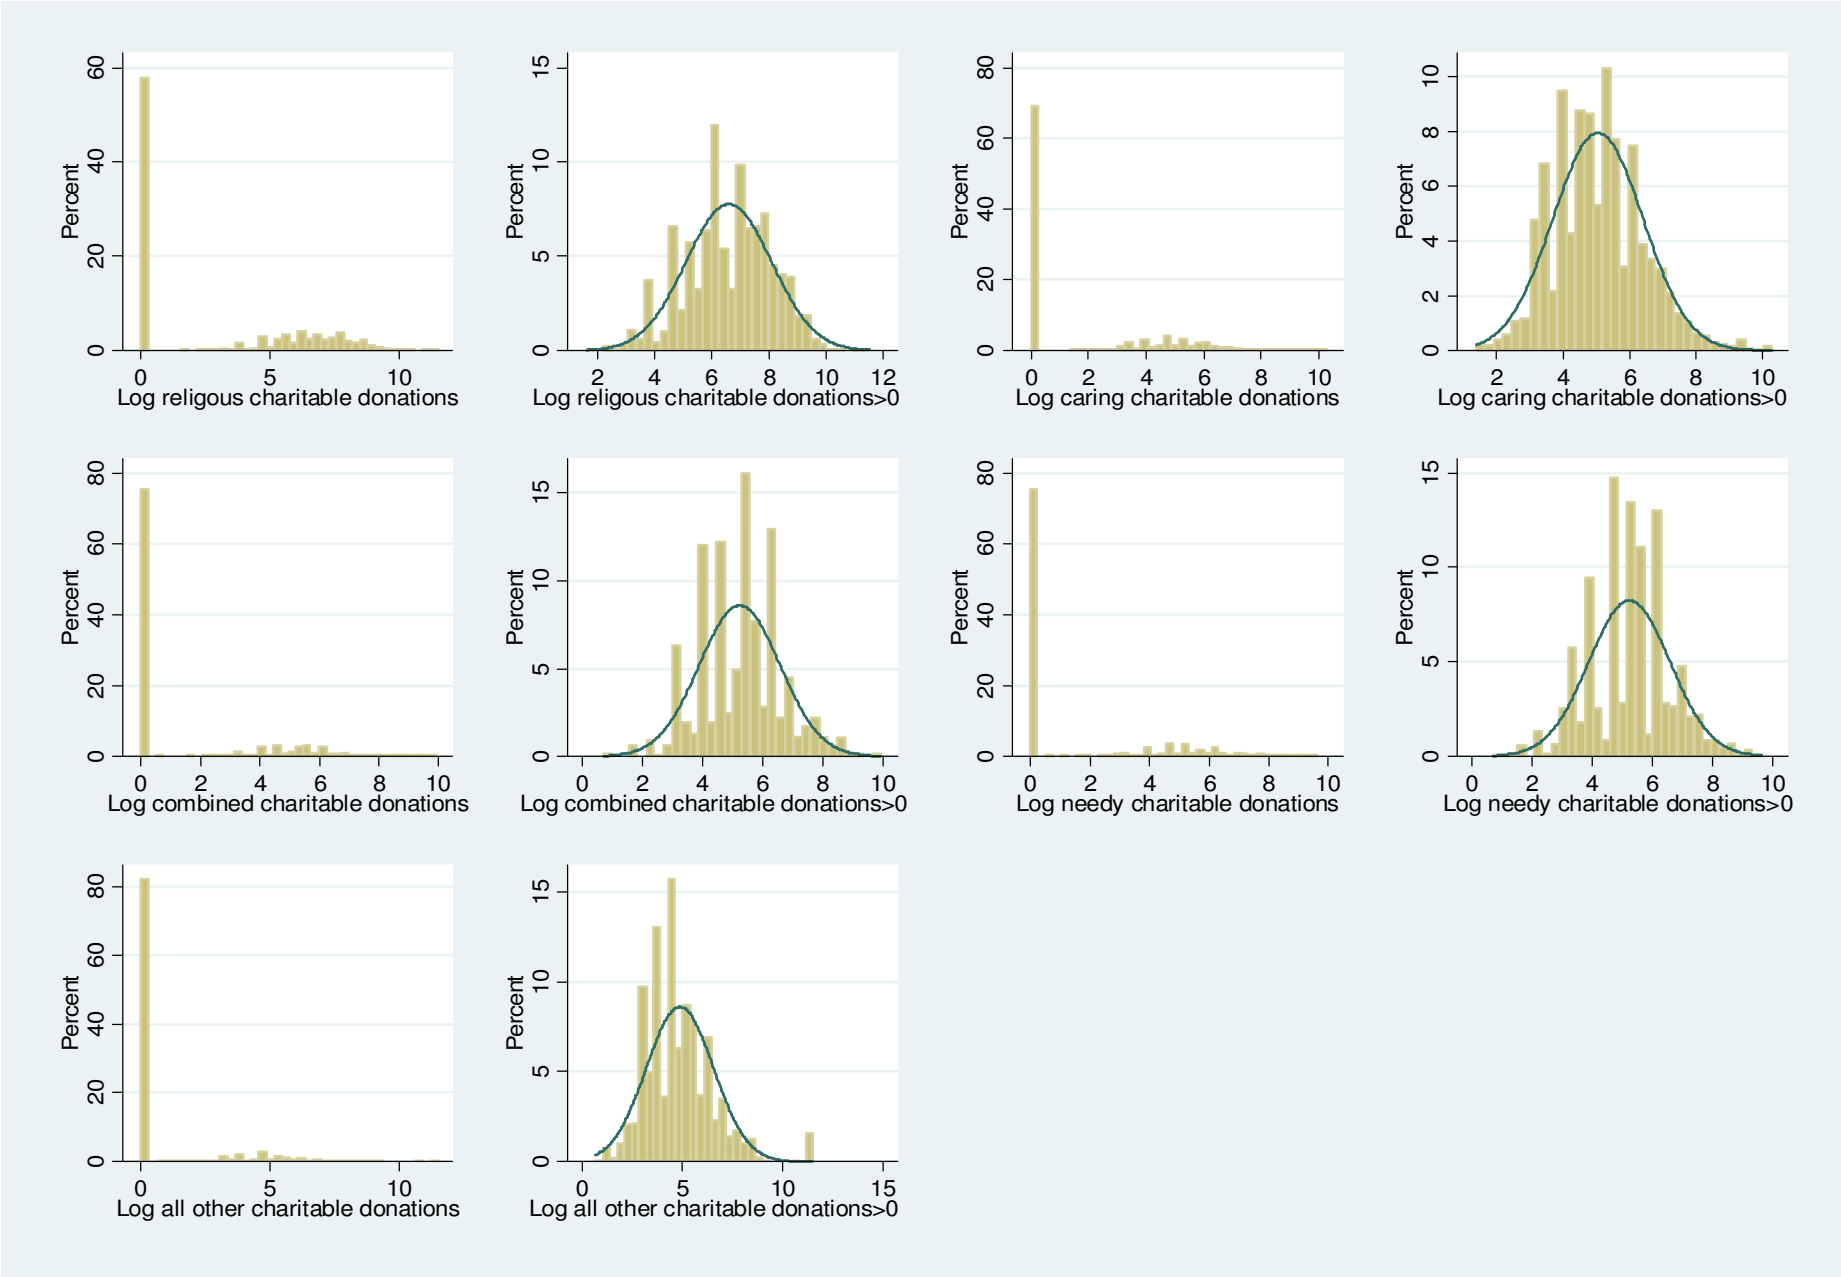 Percent
0 20 40 60
0 5 10
Log religous charitable donations
Percent
0 5 10 15
2 4 6 8 10 12
Log religous charitable donations>0
Percent
0 20 40 60 80
0 2 4 6 8 10
Log caring charitable donations
Percent
0 2 4 6 8 10
2 4 6 8 10
Log caring charitable donations>0
Percent
0 20 40 60 80
0 2 4 6 8 10
Log combined charitable donations
Percent
0 5 10 15
0 2 4 6 8 10
Log combined charitable donations>0
Percent
0 20 40 60 80
0 2 4 6 8 10
Log needy charitable donations
Percent
0 5 10 15
0 2 4 6 8 10
Log needy charitable donations>0
Percent
0 20 40 60 80
0 5 10
Log all other charitable donations
Percent
0 5 10 15
0 5 10 15
Log all other charitable donations>0